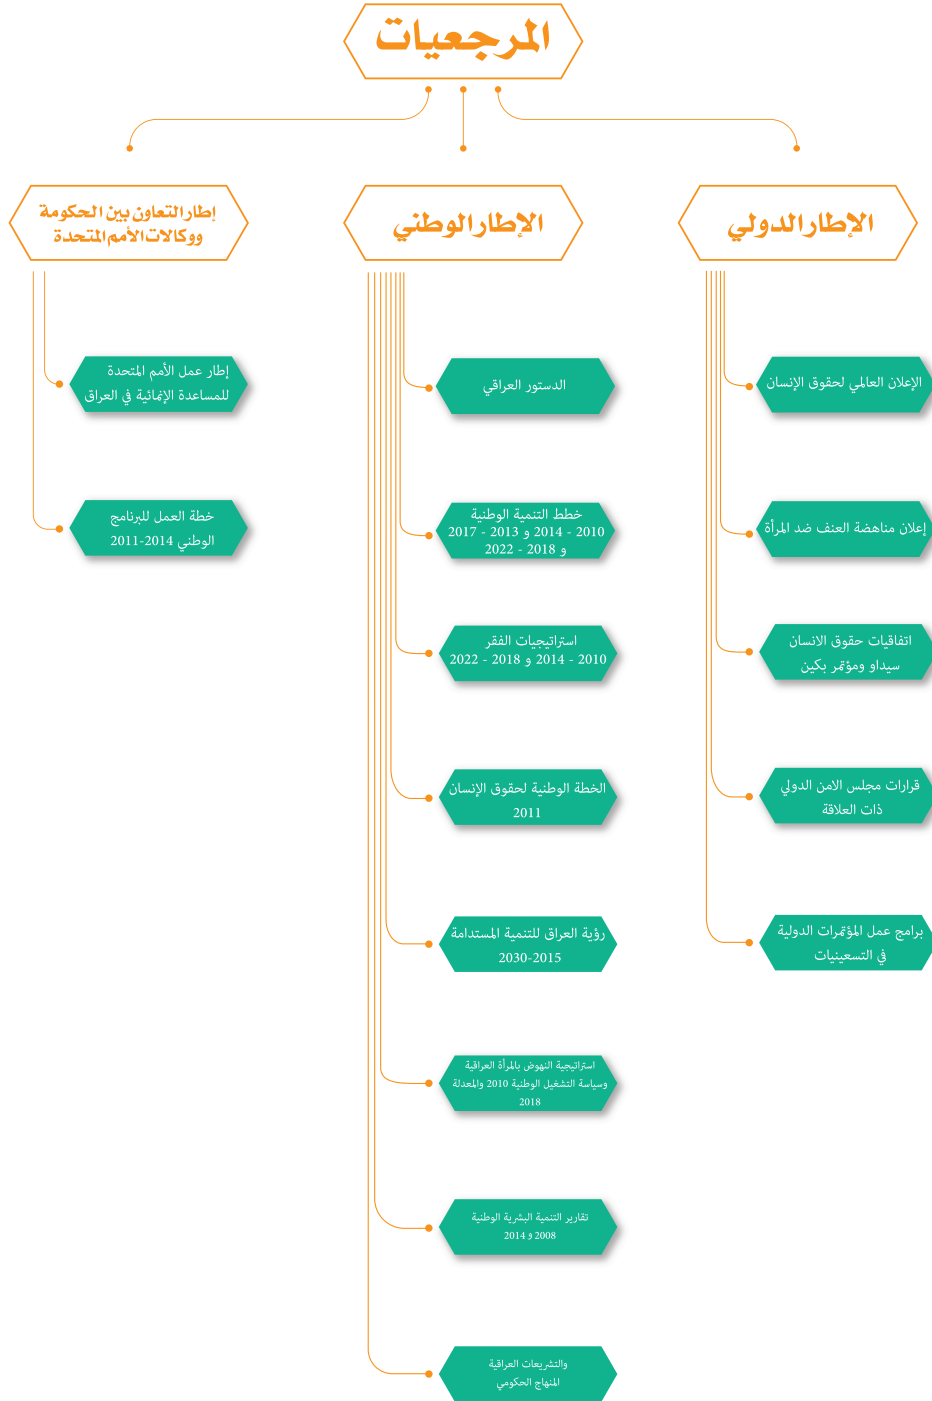 المرجعيات
الإطار الدولي
الإعلان العالمي لحقوق الإنسان
إعلان مناهضة العنف ضد المرأة
اتفاقيات حقوق الانسان
سيداو ومؤتمر بكين
قرارات مجلس الامن الدولي
ذات العلاقة
برامج عمل المؤتمرات الدولية
في التسعينيات
الإطار الوطني
الدستور العراقي
خطط التنمية الوطنية
2010 - 2014 و 2013 - 2017
و 2018 - 2022
استراتيجيات الفقر
2010 - 2014 و 2018 - 2022
الخطة الوطنية لحقوق الإنسان
2011
رؤية العراق للتنمية المستدامة
2030-2015
استراتيجية النهوض بالمرأة العراقية
وسياسة التشغيل الوطنية 2010 والمعدلة
2018
تقارير التنمية البشرية الوطنية
2008 و 2014
والتشريعات العراقية
المنهاج الحكومي
إطار التعاون بين الحكومة
ووكالات الأمم المتحدة
إطار عمل الأمم المتحدة
للمساعدة الإنمائية في العراق
خطة العمل للبرنامج
الوطني 2014-2011